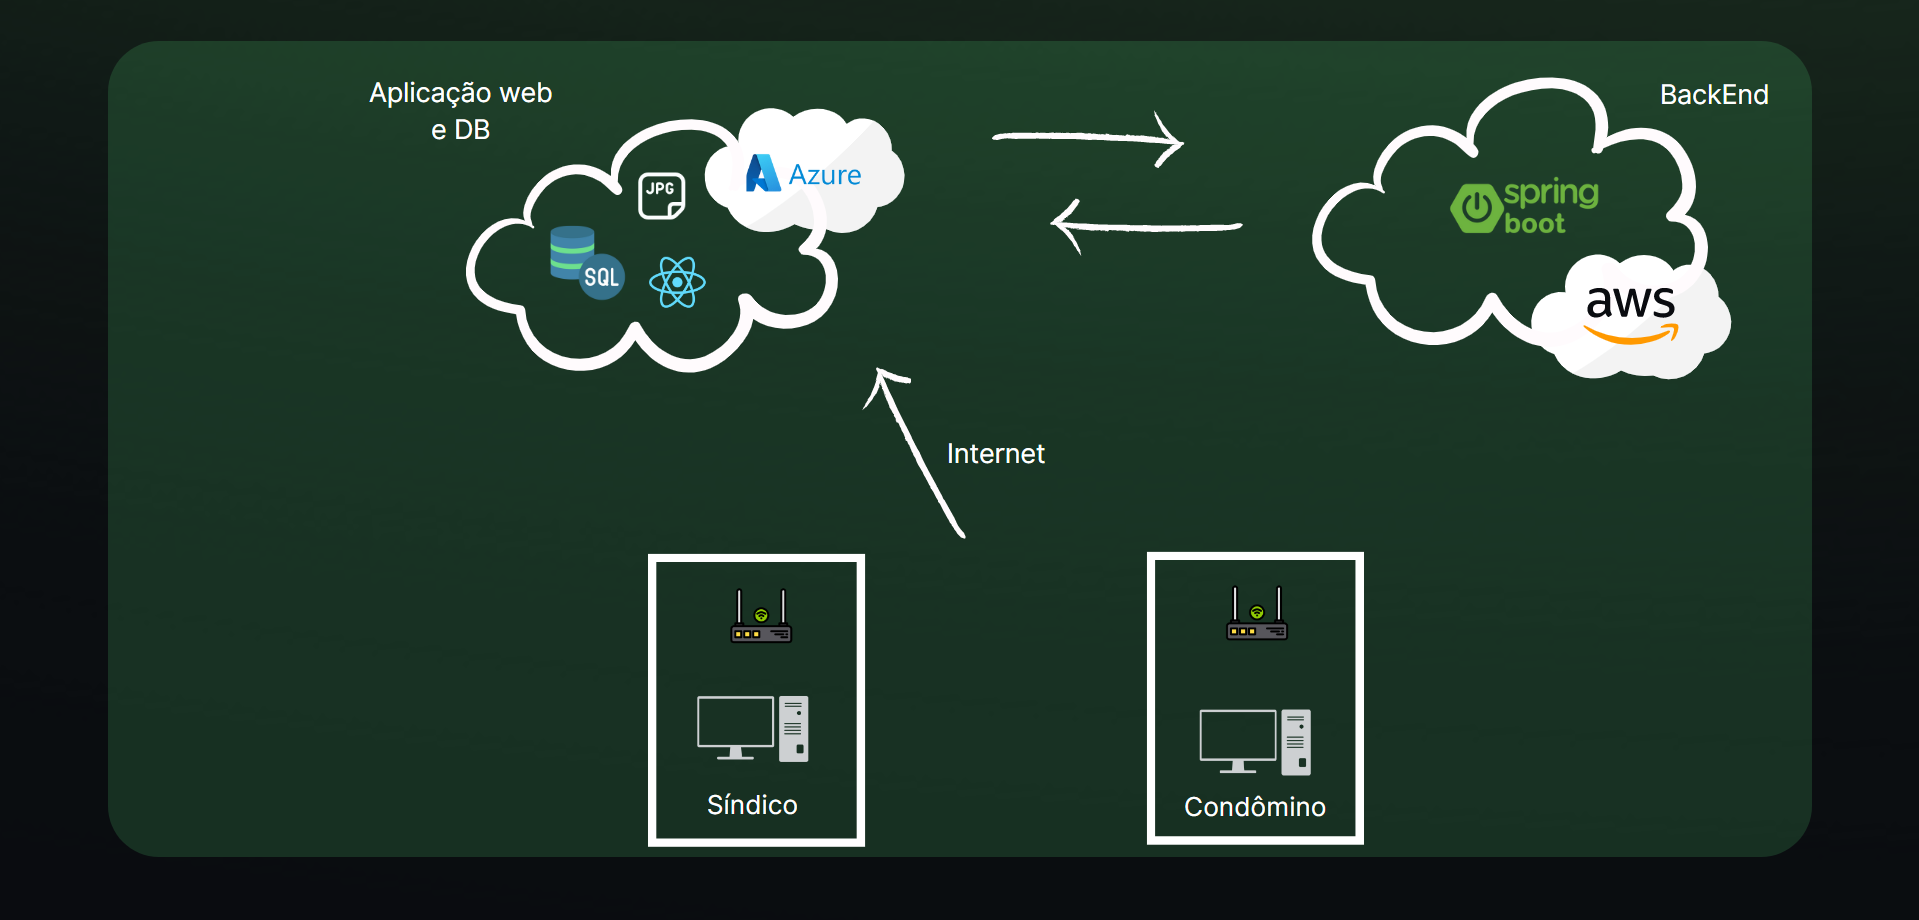 Aplicação web
e DB
BackEnd
JPG
Azure
SQL
spring
boot
aws
Internet
Síndico
Condômino